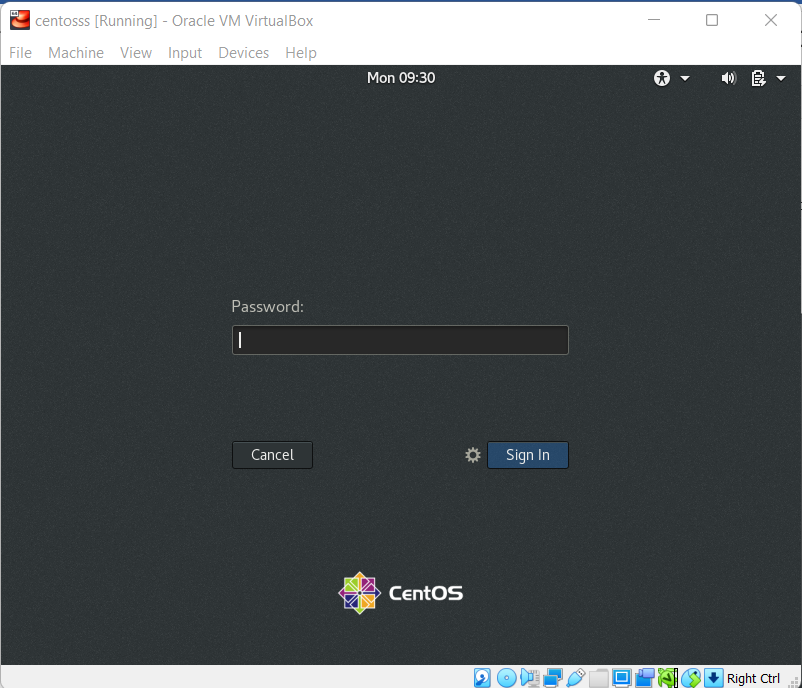 centosss [Running] - Oracle VM VirtualBox
File Machine View Input Devices Help
Mon 09:30
Password:
Cancel Sign In
CentOS
Right Ctrl